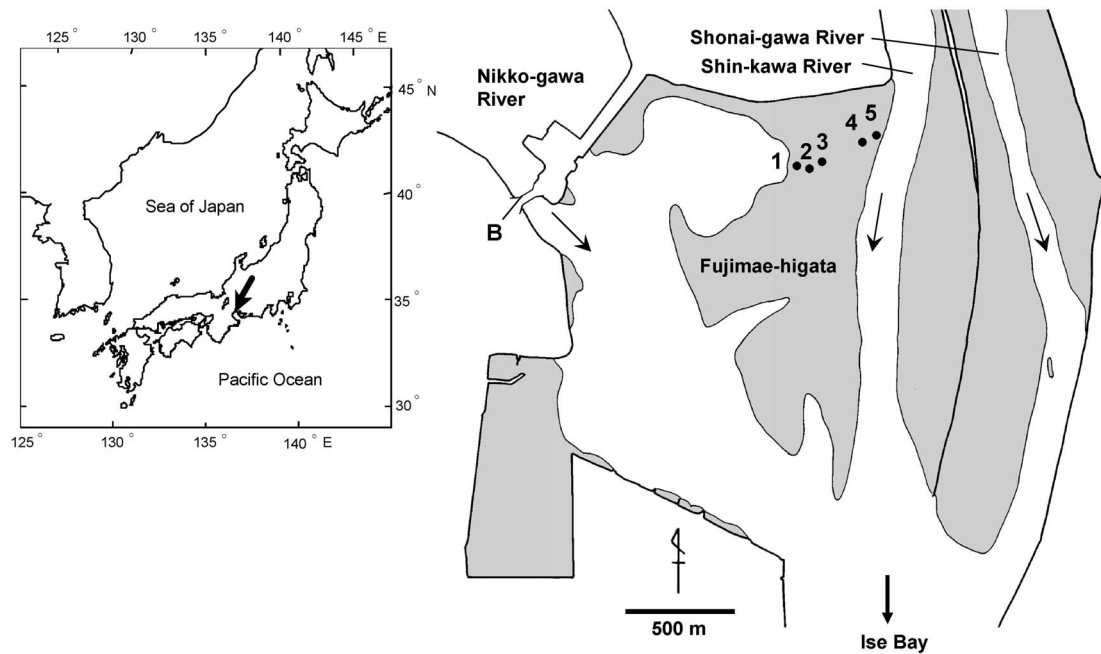 125° 130° 135° 140° 145° E
45° N
40°
35°
30°
Sea of Japan
Pacific Ocean
125° 130° 135° 140° E
Shonai-gawa River
Shin-kawa River
Nikko-gawa
River
1 2 3 4 5
B
Fujimae-higata
500 m
Ise Bay